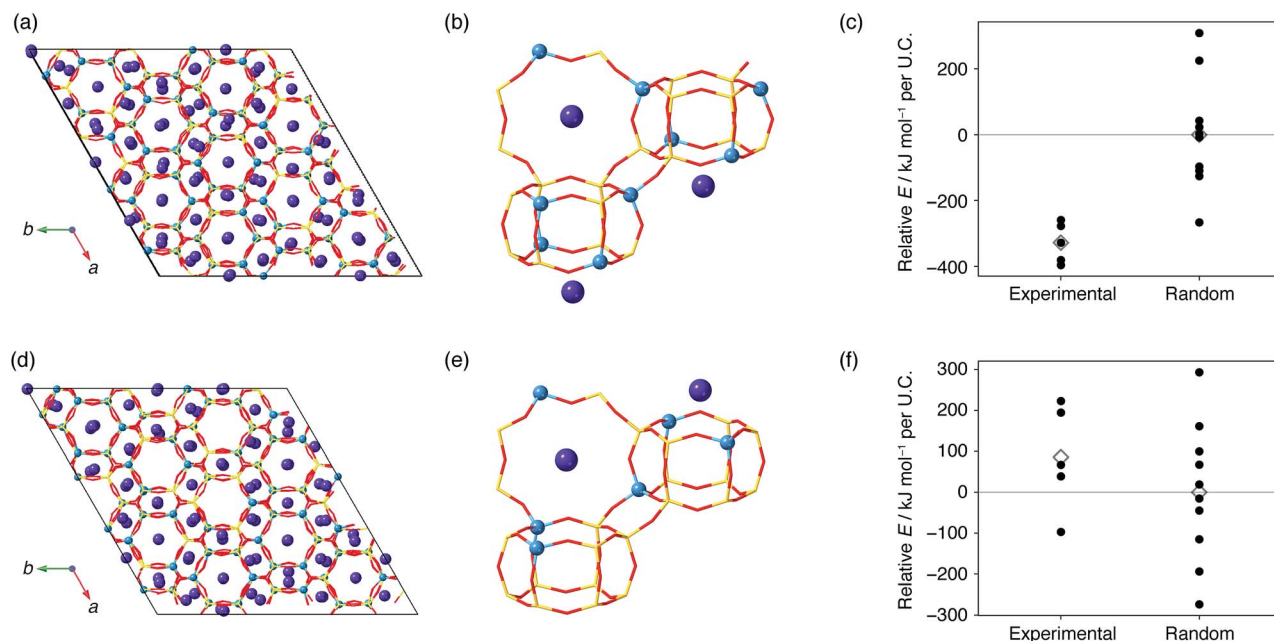 (a)
b
a
(b)
(c)
Relative E / kJ mol⁻¹ per U.C.
200
0
−200
−400
Experimental
Random
(d)
b
a
(e)
(f)
Relative E / kJ mol⁻¹ per U.C.
300
200
100
0
−100
−200
−300
Experimental
Random